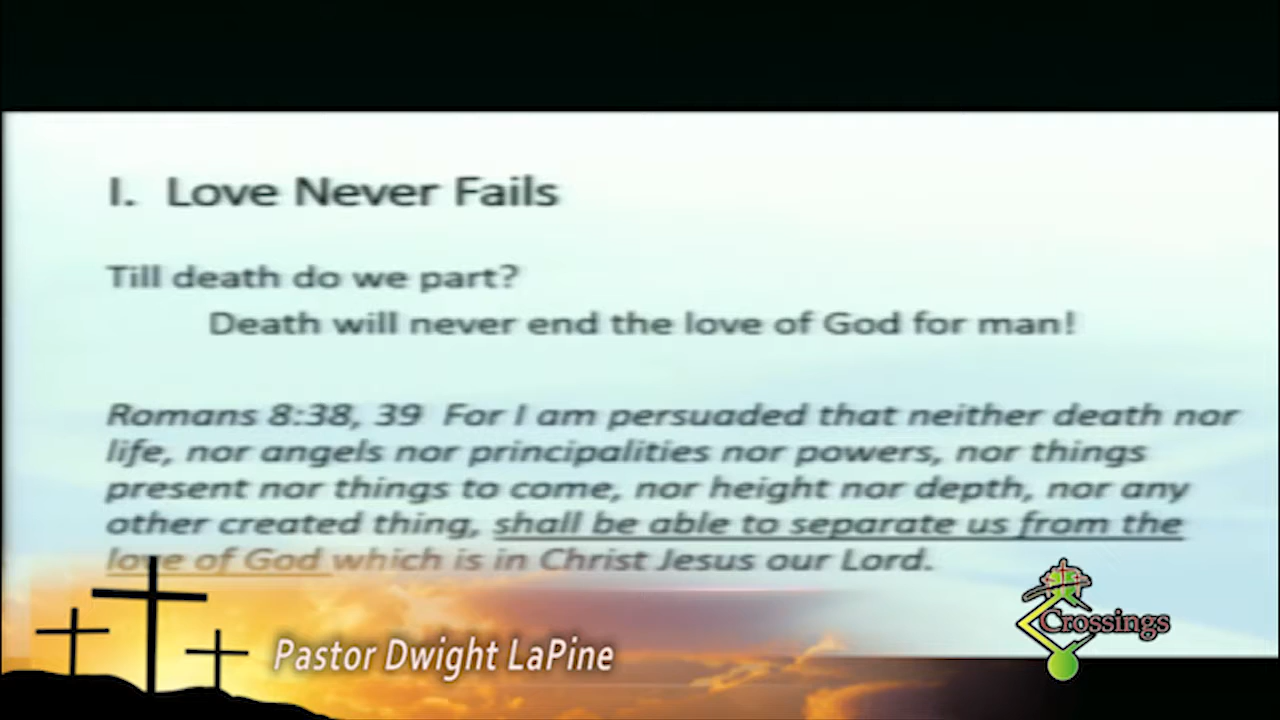 I. Love Never Fails
Till death do we part?
Death will never end the love of God for man!
Romans 8:38, 39 For I am persuaded that neither death nor
life, nor angels nor principalities nor powers, nor things
present nor things to come, nor height nor depth, nor any
other created thing, shall be able to separate us from the
love of God which is in Christ Jesus our Lord.
Crossings
Pastor Dwight LaPine